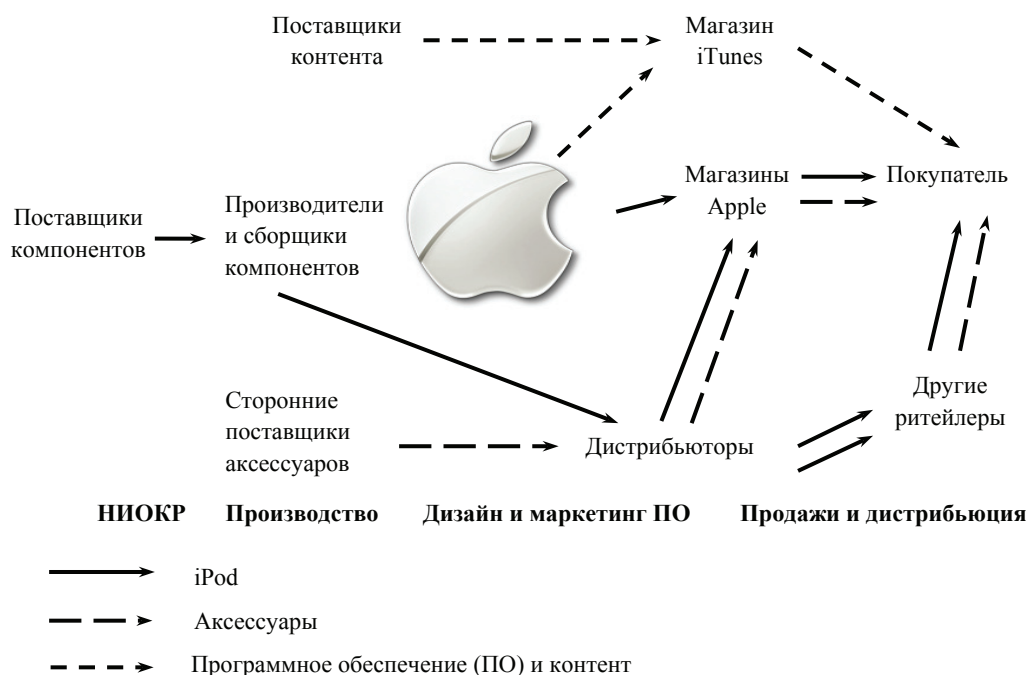 Поставщики
контента
Магазин
iTunes
Поставщики
компонентов
Производители
и сборщики
компонентов
Магазины
Apple
Покупатель
Сторонние
поставщики
аксессуаров
Дистрибьюторы
Другие
ритейлеры
НИОКР Производство Дизайн и маркетинг ПО Продажи и дистрибьюция
iPod
Аксессуары
Программное обеспечение (ПО) и контент